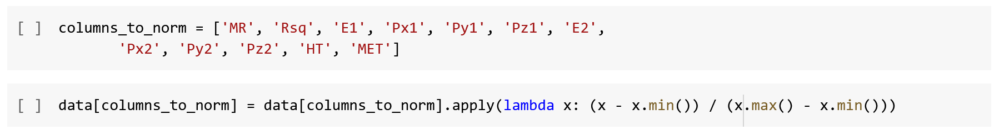 [ ] columns_to_norm = ['MR', 'Rsq', 'E1', 'Px1', 'Py1', 'Pz1', 'E2',
'Px2', 'Py2', 'Pz2', 'HT', 'MET']
[ ] data[columns_to_norm] = data[columns_to_norm].apply(lambda x: (x - x.min()) / (x.max() - x.min()))